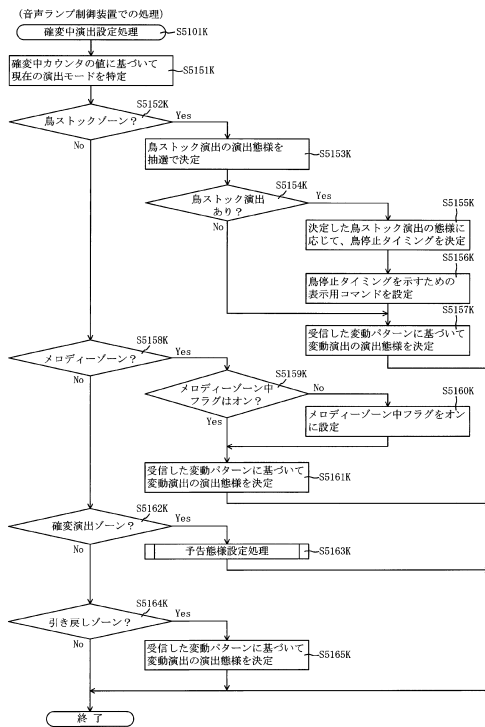 (音声ランプ制御装置での処理)
確変中演出設定処理
S5101K
確変中カウンタの値に基づいて
現在の演出モードを特定
S5151K
鳥ストックゾーン?
S5152K
Yes
No
鳥ストック演出の演出態様を
抽選で決定
S5153K
鳥ストック演出
あり?
S5154K
Yes
No
決定した鳥ストック演出の態様に
応じて、鳥停止タイミングを決定
S5155K
鳥停止タイミングを示すための
表示用コマンドを設定
S5156K
受信した変動パターンに基づいて
変動演出の演出態様を決定
S5157K
メロディーゾーン?
S5158K
Yes
No
メロディーゾーン中
フラグはオン?
S5159K
No
Yes
メロディーゾーン中フラグをオン
に設定
S5160K
受信した変動パターンに基づいて
変動演出の演出態様を決定
S5161K
確変演出ゾーン?
S5162K
Yes
No
予告態様設定処理
S5163K
引き戻しゾーン?
S5164K
Yes
No
受信した変動パターンに基づいて
変動演出の演出態様を決定
S5165K
終了